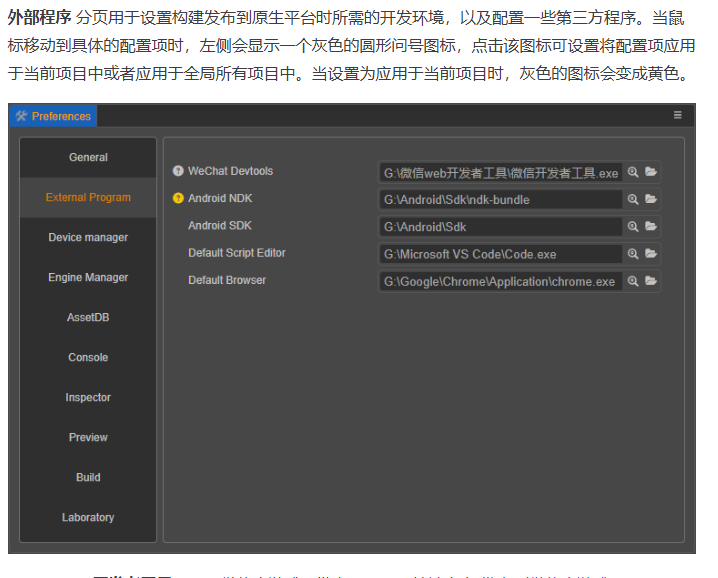 外部程序 分页用于设置构建发布到原生平台时所需的开发环境，以及配置一些第三方程序。当鼠
标移动到具体的配置项时，左侧会显示一个灰色的圆形问号图标，点击该图标可设置将配置项应用
于当前项目中或者应用于全局所有项目中。当设置为应用于当前项目时，灰色的图标会变成黄色。
Preferences
General
External Program
Device manager
Engine Manager
AssetDB
Console
Inspector
Preview
Build
Laboratory
WeChat Devtools G:\微信web开发者工具\微信开发者工具.exe
Android NDK G:\Android\Sdk\ndk-bundle
Android SDK G:\Android\Sdk
Default Script Editor G:\Microsoft VS Code\Code.exe
Default Browser G:\Google\Chrome\Application\chrome.exe